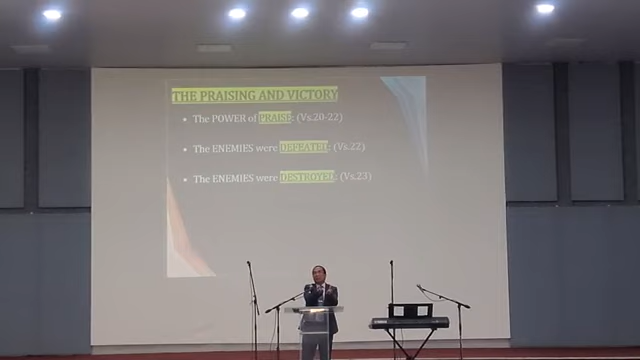 THE PRAISING AND VICTORY
• The POWER of PRAISE: (Vs.20-22)
• The ENEMIES were DEFEATED: (Vs.22)
• The ENEMIES were DESTROYED: (Vs.23)